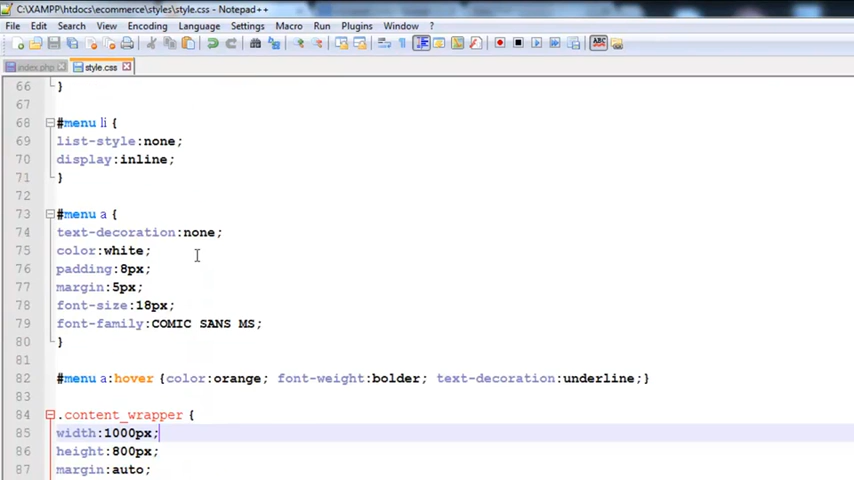 C:\XAMPP\htdocs\ecommerce\styles\style.css - Notepad++
File Edit Search View Encoding Language Settings Macro Run Plugins Window ?
index.php style.css
66 }
67
68 #menu li {
69 list-style:none;
70 display:inline;
71 }
72
73 #menu a {
74 text-decoration:none;
75 color:white;
76 padding:8px;
77 margin:5px;
78 font-size:18px;
79 font-family:COMIC SANS MS;
80 }
81
82 #menu a:hover {color:orange; font-weight:bolder; text-decoration:underline;}
83
84 .content_wrapper {
85 width:1000px;
86 height:800px;
87 margin:auto;